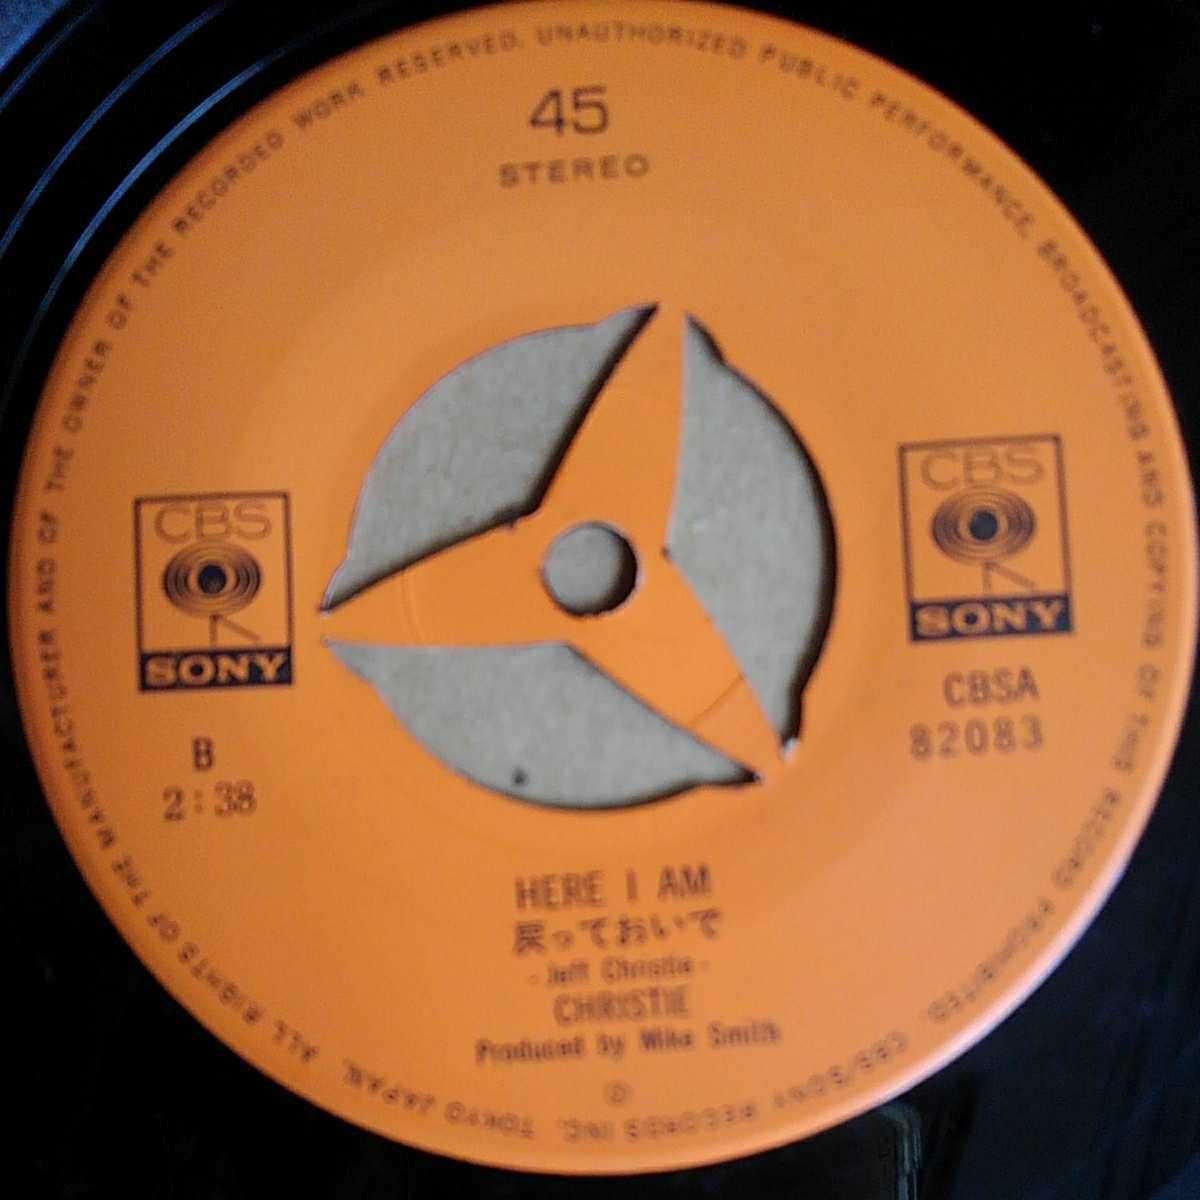 ALL RIGHTS OF THE MANUFACTURER AND OF THE OWNER OF THE RECORDED WORK RESERVED. UNAUTHORIZED PUBLIC PERFORMANCE, BROADCASTING AND COPYING OF THIS RECORD PROHIBITED. CBS/SONY RECORDS INC. TOKYO JAPAN.
45
STEREO
CBS
SONY
CBS
SONY
B
2:38
CBSA
82083
HERE I AM
戻っておいで
- Jeff Christie -
CHRISTIE
Produced by Mike Smith